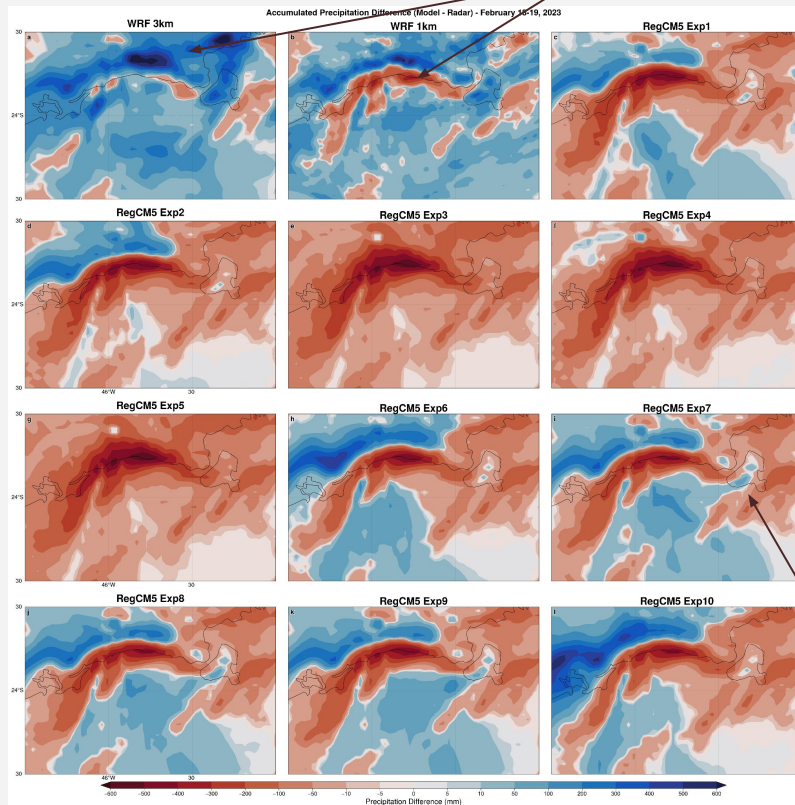 Accumulated Precipitation Difference (Model - Radar) - February 2023
WRF 3km
WRF 1km
RegCM5 Exp1
30
a
b
c
24°S
30
RegCM5 Exp2
RegCM5 Exp3
RegCM5 Exp4
30
d
e
f
24°S
30
46°W
30
RegCM5 Exp5
RegCM5 Exp6
RegCM5 Exp7
30
g
h
i
24°S
30
46°W
30
RegCM5 Exp8
RegCM5 Exp9
RegCM5 Exp10
30
j
k
l
24°S
30
46°W
30
-600 -500 -400 -300 -200 -100 -50 -10 -5 5 10 50 100 200 300 400 500 600
Precipitation Difference (mm)